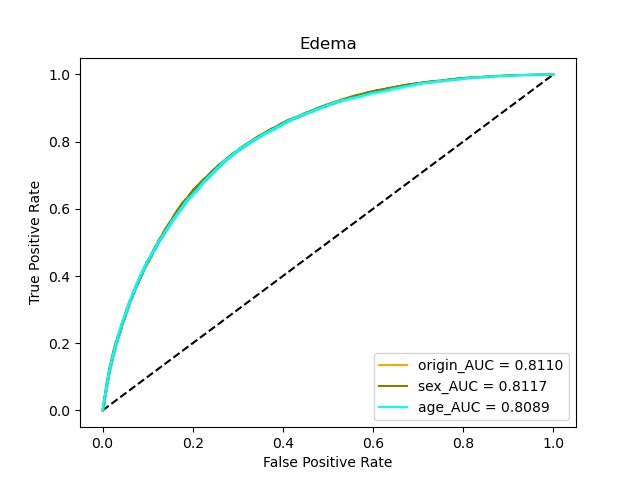 Edema
True Positive Rate
1.0
0.8
0.6
0.4
0.2
0.0
origin_AUC = 0.8110
sex_AUC = 0.8117
age_AUC = 0.8089
0.0 0.2 0.4 0.6 0.8 1.0
False Positive Rate